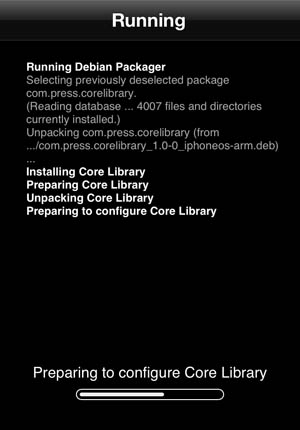 Running
Running Debian Packager
Selecting previously deselected package
com.press.corelibrary.
(Reading database ... 4007 files and directories
currently installed.)
Unpacking com.press.corelibrary (from
.../com.press.corelibrary_1.0-0_iphoneos-arm.deb)
...
Installing Core Library
Preparing Core Library
Unpacking Core Library
Preparing to configure Core Library
Preparing to configure Core Library